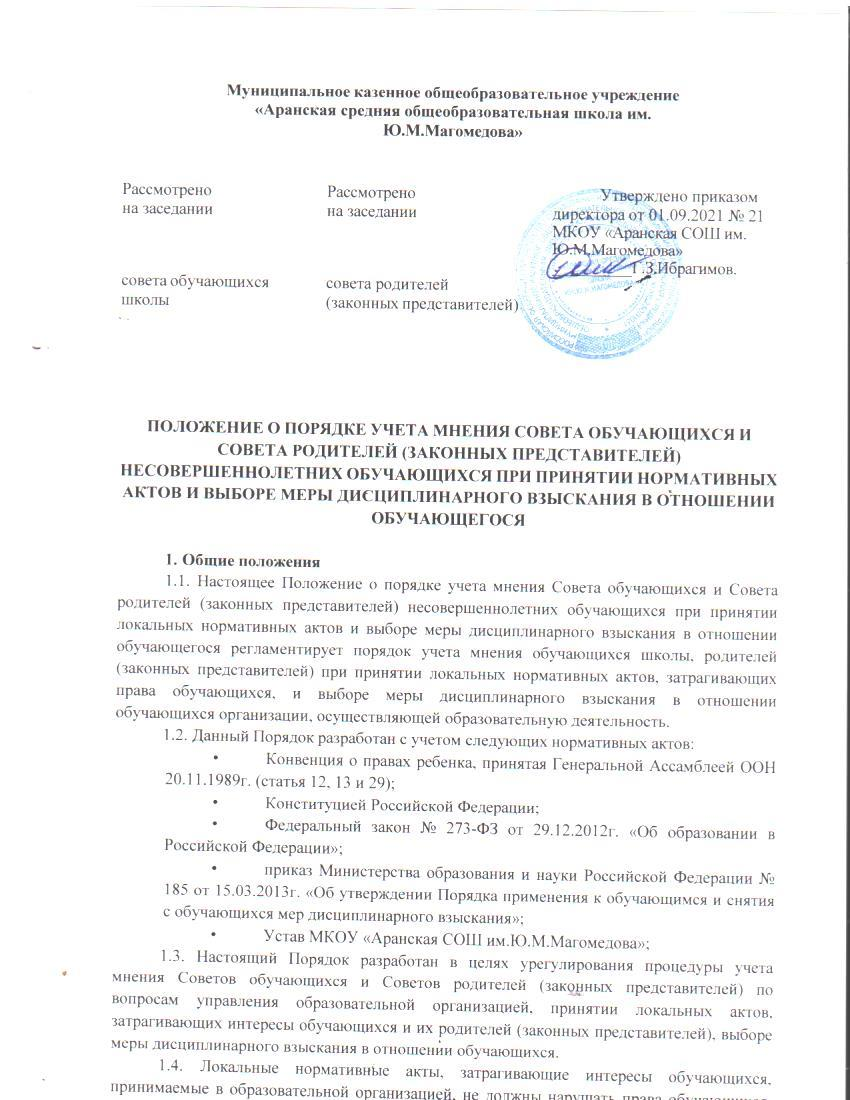 Муниципальное казенное общеобразовательное учреждение
«Аранская средняя общеобразовательная школа им.
Ю.М.Магомедова»
Рассмотрено
на заседании
совета обучающихся
школы
Рассмотрено
на заседании
совета родителей
(законных представителей)
Утверждено приказом
директора от 01.09.2021 № 21
МКОУ «Аранская СОШ им.
Ю.М.Магомедова»
Г.З.Ибрагимов.
ПОЛОЖЕНИЕ О ПОРЯДКЕ УЧЕТА МНЕНИЯ СОВЕТА ОБУЧАЮЩИХСЯ И
СОВЕТА РОДИТЕЛЕЙ (ЗАКОННЫХ ПРЕДСТАВИТЕЛЕЙ)
НЕСОВЕРШЕННОЛЕТНИХ ОБУЧАЮЩИХСЯ ПРИ ПРИНЯТИИ НОРМАТИВНЫХ
АКТОВ И ВЫБОРЕ МЕРЫ ДИСЦИПЛИНАРНОГО ВЗЫСКАНИЯ В ОТНОШЕНИИ
ОБУЧАЮЩЕГОСЯ
1. Общие положения
1.1. Настоящее Положение о порядке учета мнения Совета обучающихся и Совета
родителей (законных представителей) несовершеннолетних обучающихся при принятии
локальных нормативных актов и выборе меры дисциплинарного взыскания в отношении
обучающегося регламентирует порядок учета мнения обучающихся школы, родителей
(законных представителей) при принятии локальных нормативных актов, затрагивающих
права обучающихся, и выборе меры дисциплинарного взыскания в отношении
обучающихся организации, осуществляющей образовательную деятельность.
1.2. Данный Порядок разработан с учетом следующих нормативных актов:
• Конвенция о правах ребенка, принятая Генеральной Ассамблеей ООН
20.11.1989г. (статья 12, 13 и 29);
• Конституцией Российской Федерации;
• Федеральный закон № 273-ФЗ от 29.12.2012г. «Об образовании в
Российской Федерации»;
• приказ Министерства образования и науки Российской Федерации №
185 от 15.03.2013г. «Об утверждении Порядка применения к обучающимся и снятия
с обучающихся мер дисциплинарного взыскания»;
• Устав МКОУ «Аранская СОШ им.Ю.М.Магомедова»;
1.3. Настоящий Порядок разработан в целях урегулирования процедуры учета
мнения Советов обучающихся и Советов родителей (законных представителей) по
вопросам управления образовательной организацией, принятии локальных актов,
затрагивающих интересы обучающихся и их родителей (законных представителей), выборе
меры дисциплинарного взыскания в отношении обучающихся.
1.4. Локальные нормативные акты, затрагивающие интересы обучающихся,
принимаемые в образовательной организацией, не должны нарушать права обучающихся,